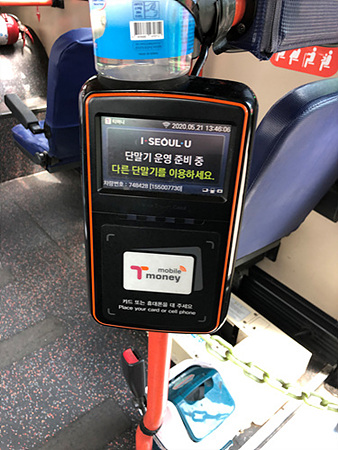 2020.05.21 13:46:06
I·SEOUL·U
단말기 운영 준비 중
다른 단말기를 이용하세요.
차량번호 : 748428 [155007730]
T mobile money
카드 또는 휴대폰을 대 주세요
Place your card or cell phone